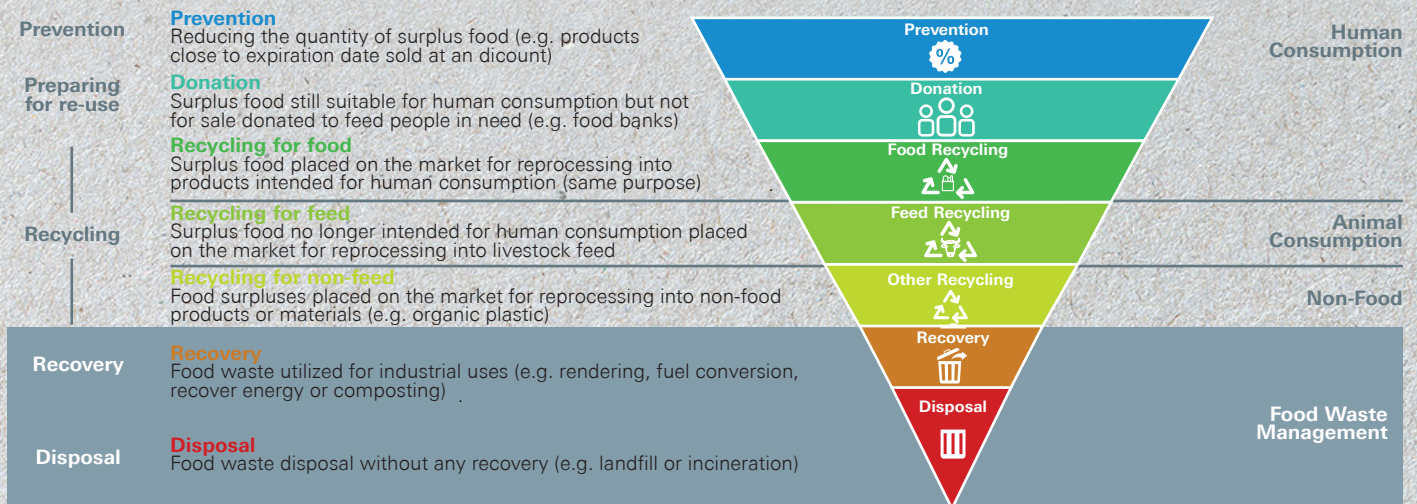 Prevention
Prevention
Reducing the quantity of surplus food (e.g. products
close to expiration date sold at an dicount)
Prevention
%
Human
Consumption
Preparing
for re-use
Donation
Surplus food still suitable for human consumption but not
for sale donated to feed people in need (e.g. food banks)
Donation
Recycling for food
Surplus food placed on the market for reprocessing into
products intended for human consumption (same purpose)
Food Recycling
Recycling
Recycling for feed
Surplus food no longer intended for human consumption placed
on the market for reprocessing into livestock feed
Feed Recycling
Animal
Consumption
Recycling for non-feed
Food surpluses placed on the market for reprocessing into non-food
products or materials (e.g. organic plastic)
Other Recycling
Non-Food
Recovery
Recovery
Food waste utilized for industrial uses (e.g. rendering, fuel conversion,
recover energy or composting)
Recovery
Disposal
Disposal
Food waste disposal without any recovery (e.g. landfill or incineration)
Disposal
Food Waste
Management